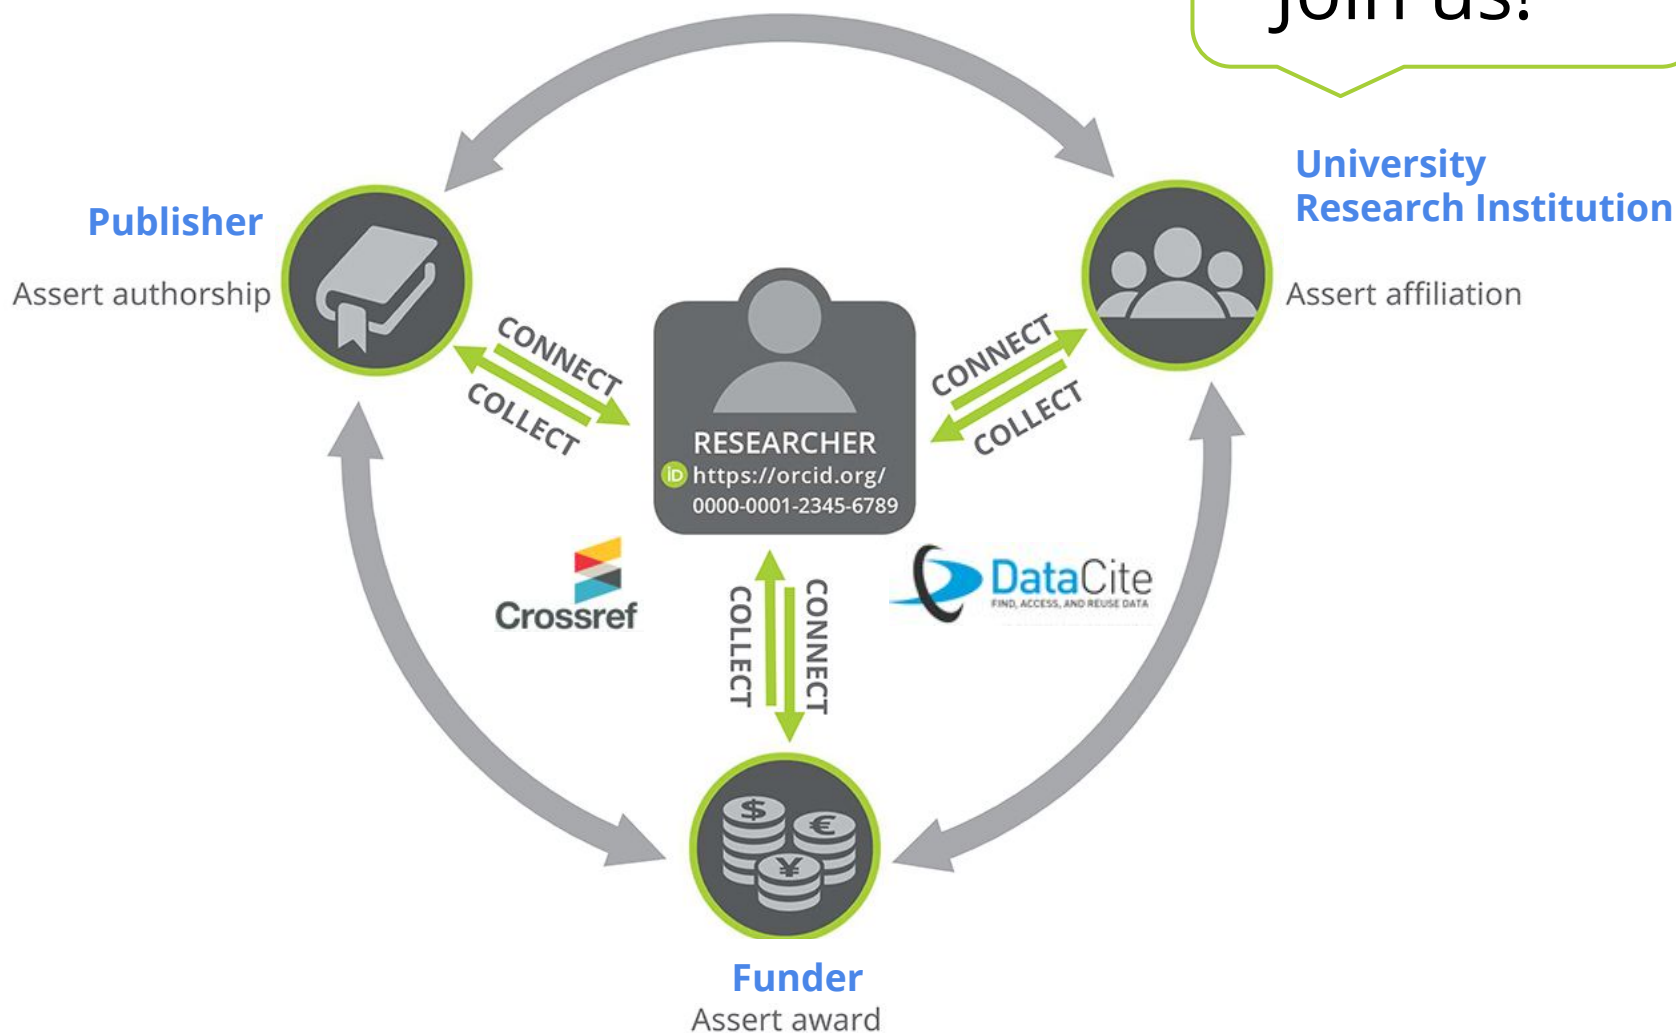 Join us!
University
Research Institution
Publisher
Assert authorship
Assert affiliation
CONNECT
COLLECT
CONNECT
COLLECT
RESEARCHER
iD https://orcid.org/
0000-0001-2345-6789
Crossref
DataCite
FIND, ACCESS, AND REUSE DATA
COLLECT
CONNECT
$
€
¥
Funder
Assert award